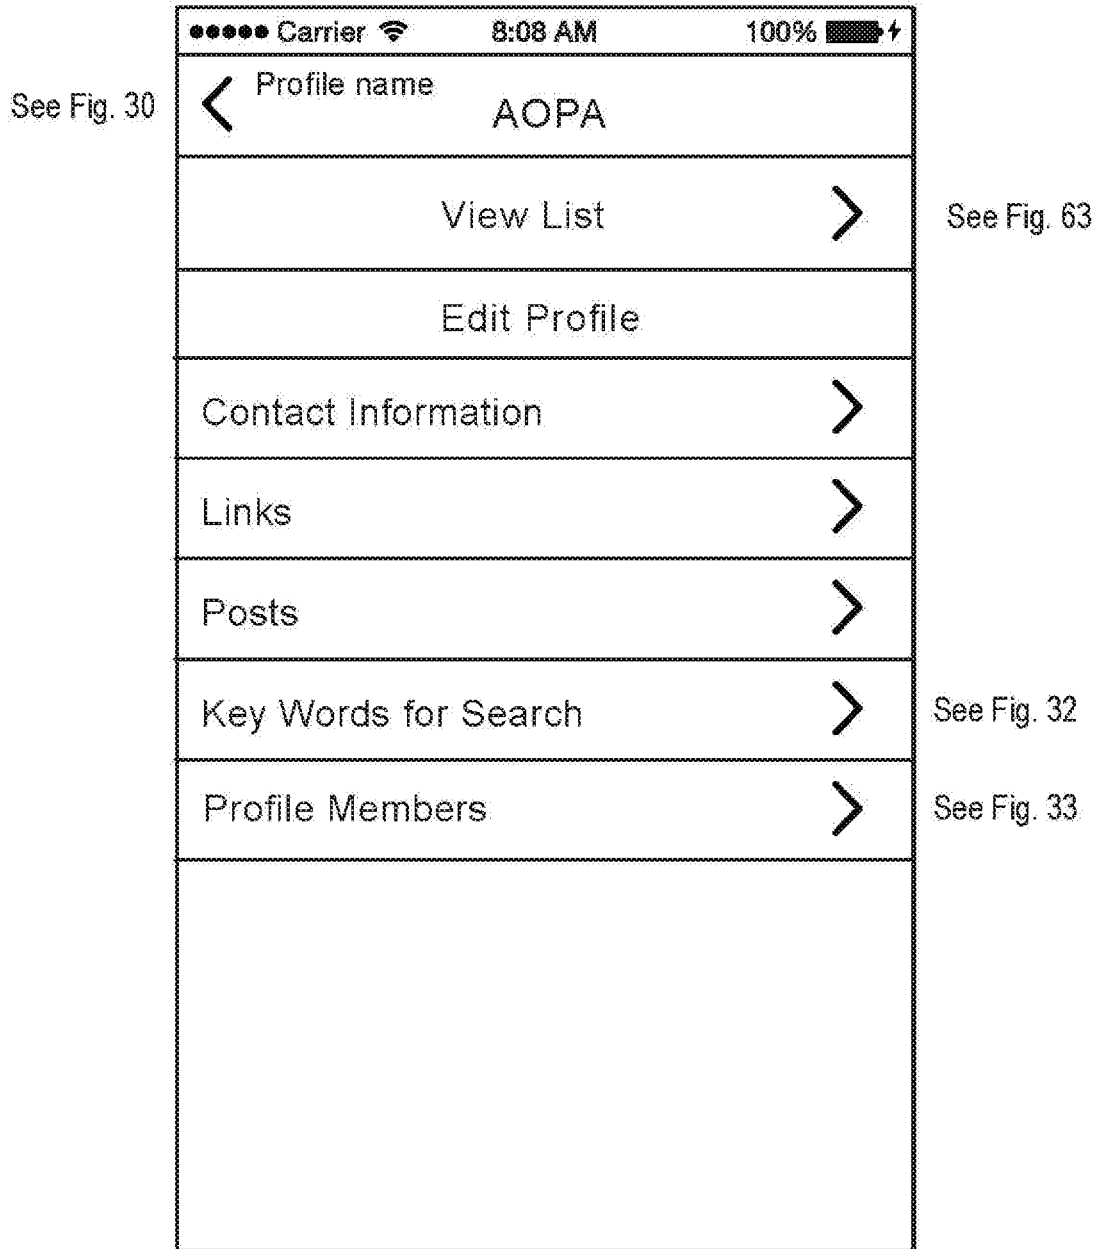 Carrier 8:08 AM 100%
See Fig. 30
Profile name
AOPA
View List
See Fig. 63
Edit Profile
Contact Information
Links
Posts
Key Words for Search
See Fig. 32
Profile Members
See Fig. 33